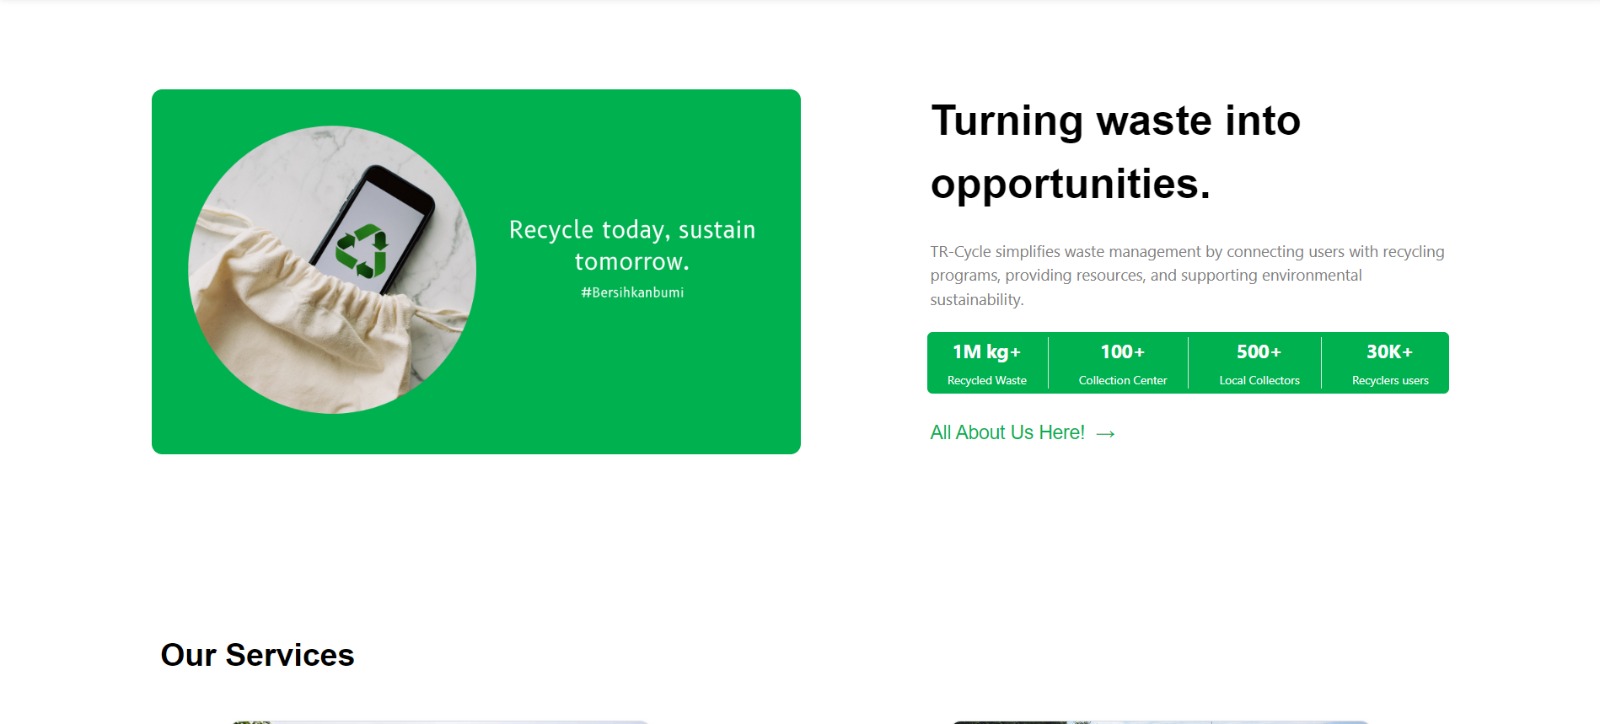 Recycle today, sustain
tomorrow.
#Bersihkanbumi
Turning waste into
opportunities.
TR-Cycle simplifies waste management by connecting users with recycling
programs, providing resources, and supporting environmental
sustainability.
1M kg+
Recycled Waste
100+
Collection Center
500+
Local Collectors
30K+
Recyclers users
All About Us Here! →
Our Services